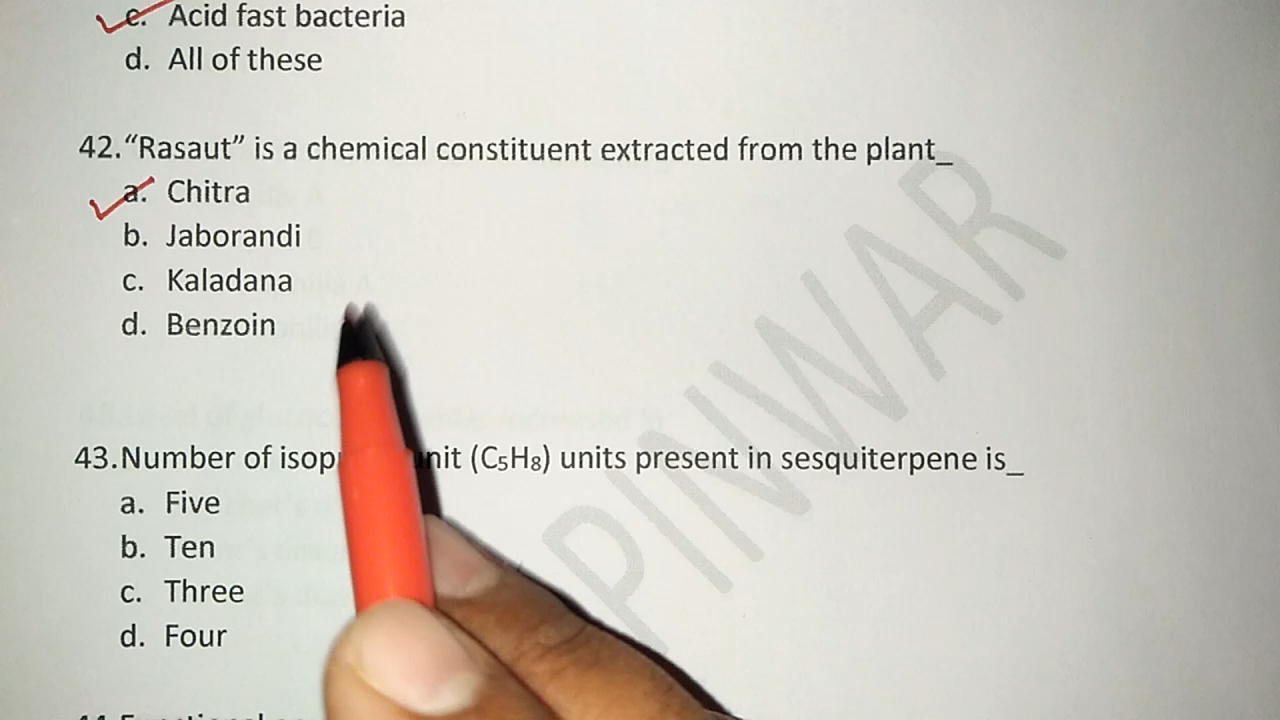 c. Acid fast bacteria
d. All of these
42.“Rasaut” is a chemical constituent extracted from the plant_
a. Chitra
b. Jaborandi
c. Kaladana
d. Benzoin
43.Number of isop nit (C₅H₈) units present in sesquiterpene is_
a. Five
b. Ten
c. Three
d. Four
PINWAR